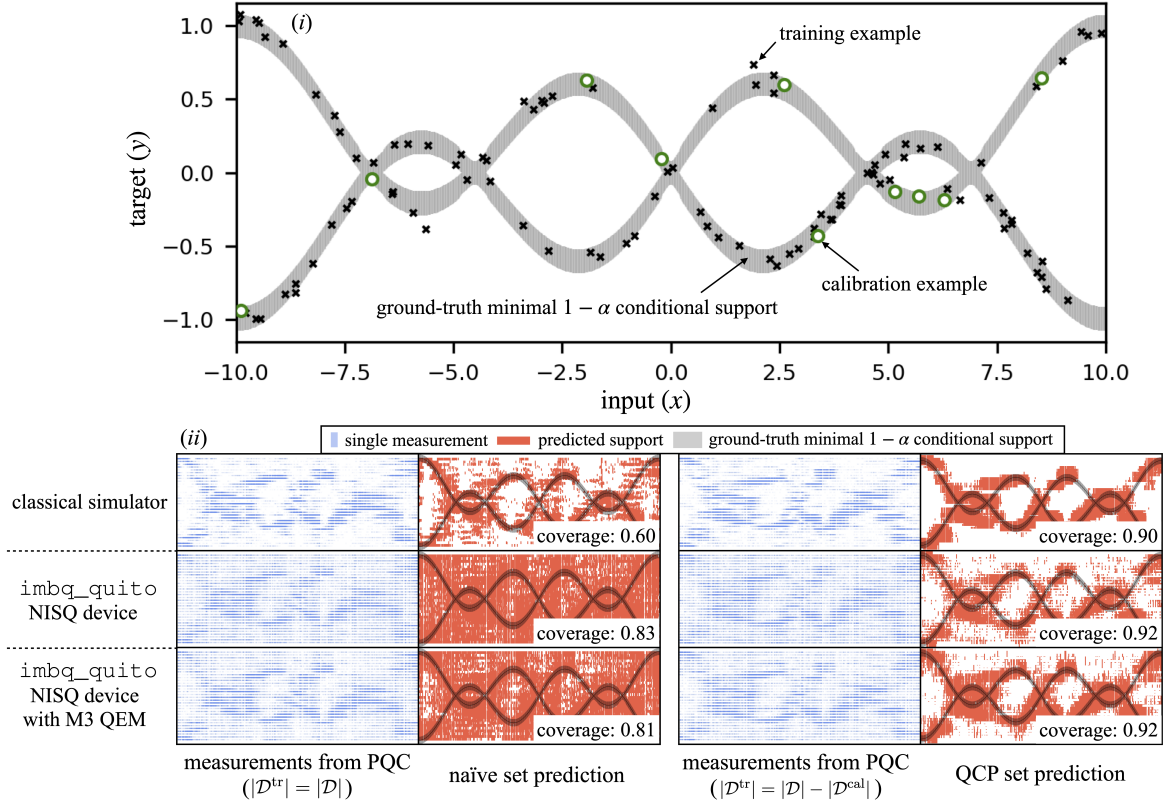 (i)
1.0
0.5
0.0
−0.5
−1.0
target (y)
training example
calibration example
ground-truth minimal 1 − α conditional support
−10.0 −7.5 −5.0 −2.5 0.0 2.5 5.0 7.5 10.0
input (x)
(ii)
single measurement predicted support ground-truth minimal 1 − α conditional support
classical simulator
coverage: 0.60
coverage: 0.90
imbq_quito
NISQ device
coverage: 0.83
coverage: 0.92
imbq_quito
NISQ device
with M3 QEM
coverage: 0.81
coverage: 0.92
measurements from PQC
(|𝒟ᵗʳ| = |𝒟|)
naïve set prediction
measurements from PQC
(|𝒟ᵗʳ| = |𝒟| − |𝒟ᶜᵃˡ|)
QCP set prediction